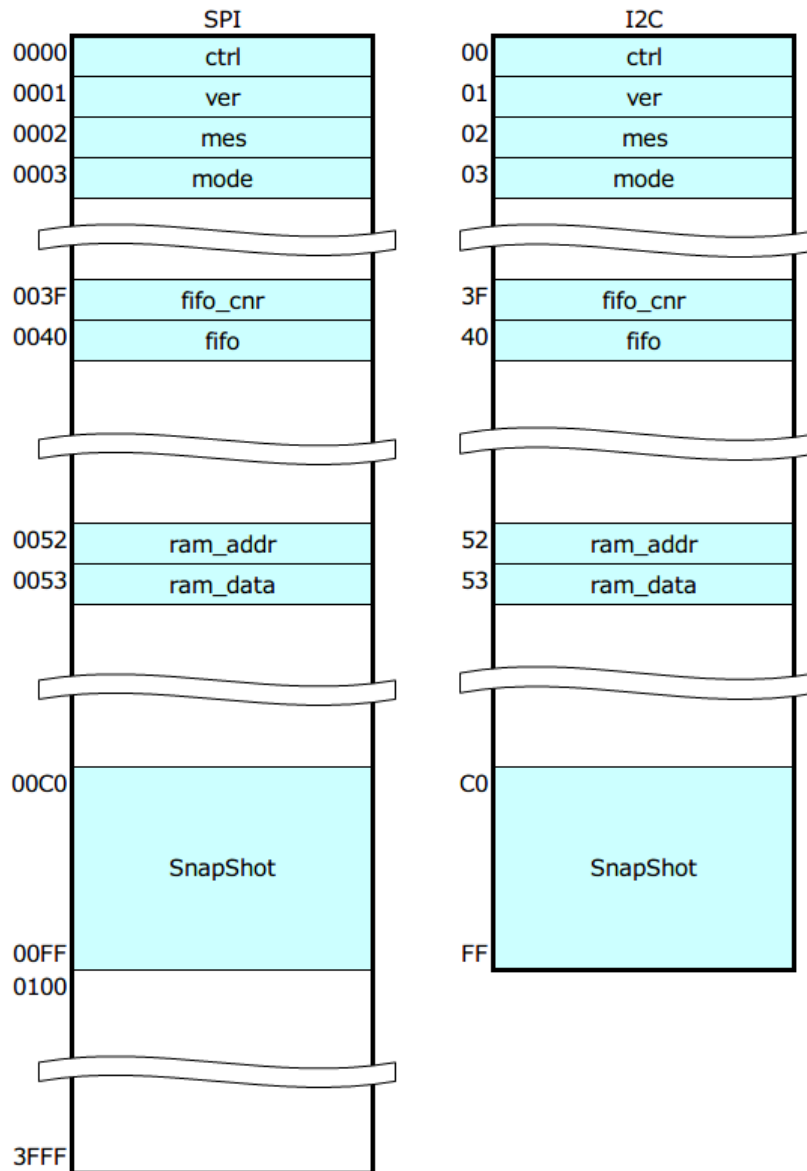 SPI
0000 ctrl
0001 ver
0002 mes
0003 mode
003F fifo_cnr
0040 fifo
0052 ram_addr
0053 ram_data
00C0
SnapShot
00FF
0100
3FFF
I2C
00 ctrl
01 ver
02 mes
03 mode
3F fifo_cnr
40 fifo
52 ram_addr
53 ram_data
C0
SnapShot
FF